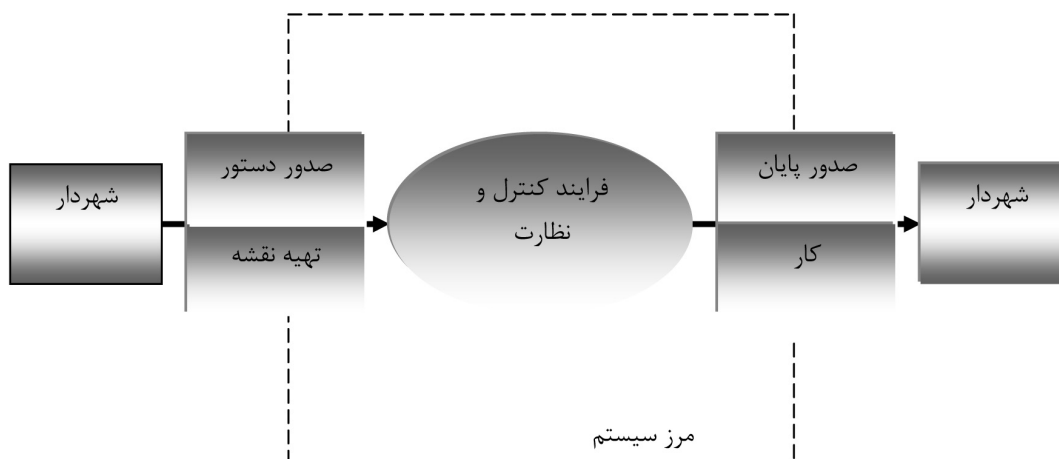 شهردار
صدور دستور
تهیه نقشه
فرایند کنترل و
نظارت
صدور پایان
کار
شهردار
مرز سیستم